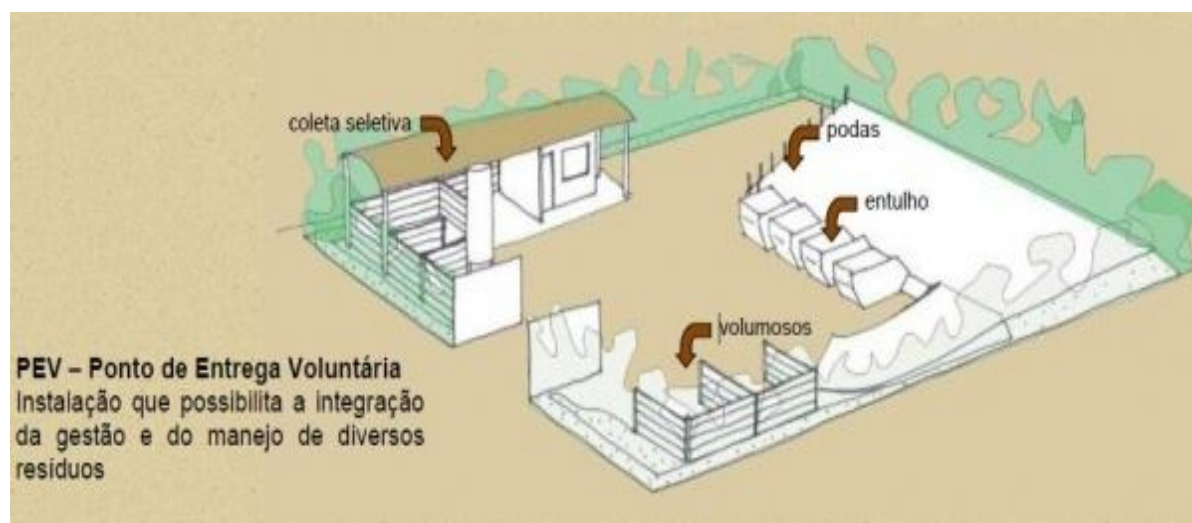 coleta seletiva
podas
entulho
volumosos
PEV – Ponto de Entrega Voluntária
Instalação que possibilita a integração
da gestão e do manejo de diversos
resíduos